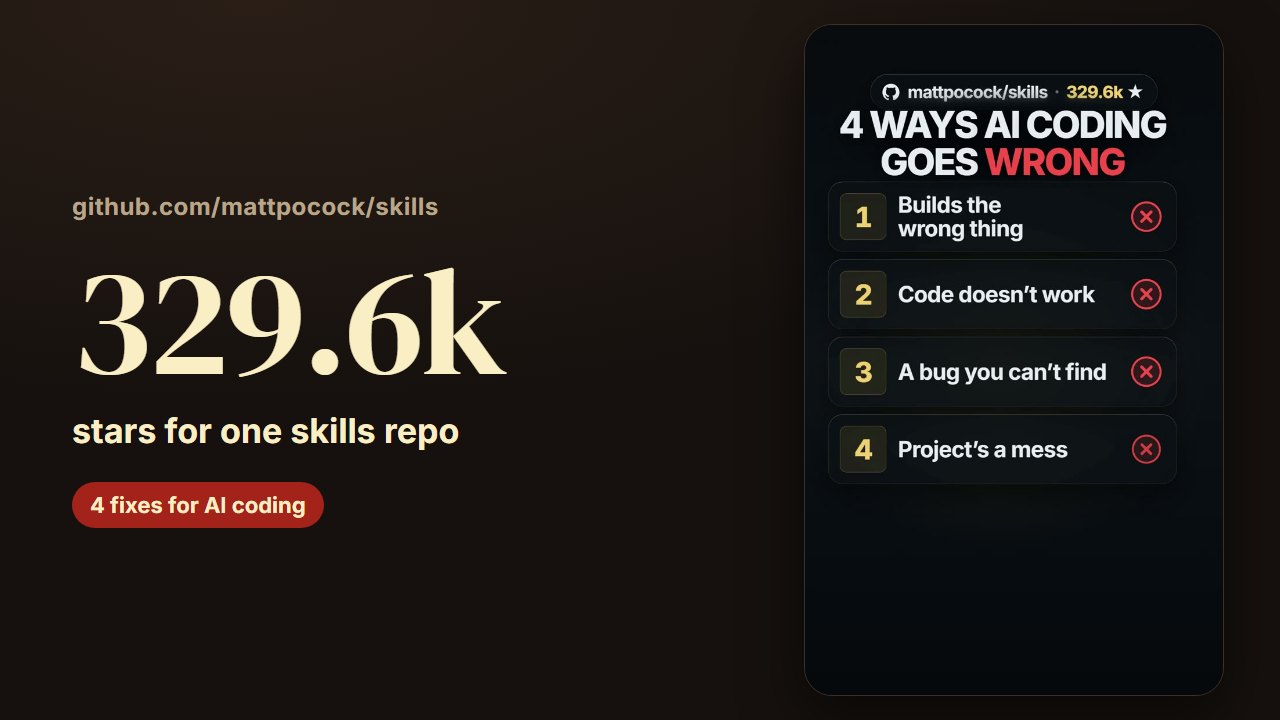 github.com/mattpocock/skills
329.6k
stars for one skills repo
4 fixes for AI coding
mattpocock/skills · 329.6k ★
4 WAYS AI CODING
GOES WRONG
1
Builds the
wrong thing
2
Code doesn’t work
3
A bug you can’t find
4
Project’s a mess